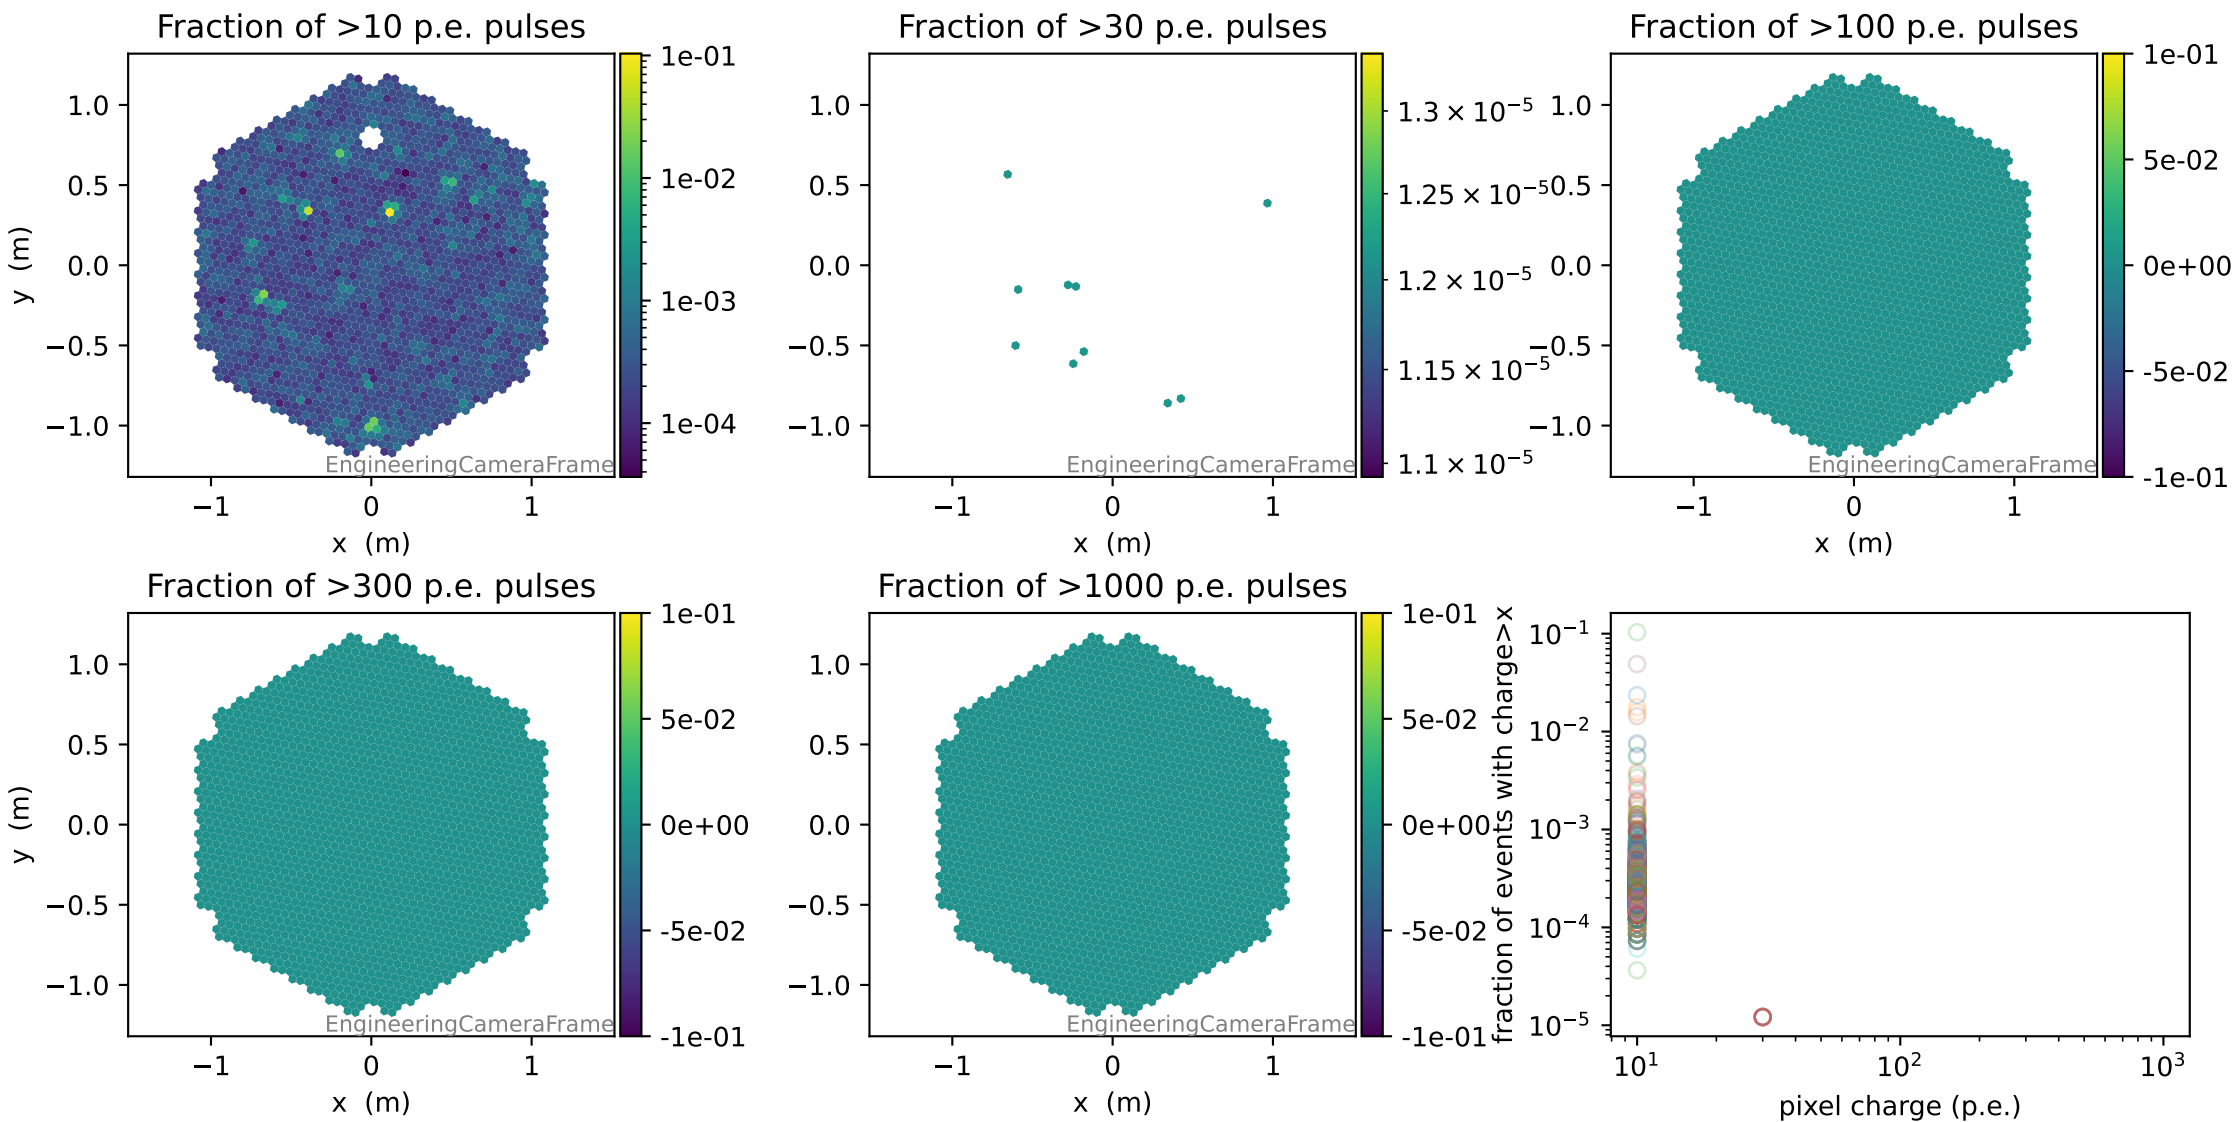 Fraction of >10 p.e. pulses
Fraction of >30 p.e. pulses
Fraction of >100 p.e. pulses
y (m)
1.0
0.5
0.0
−0.5
−1.0
EngineeringCameraFrame
−1
0
1
x (m)
1e-01
1e-02
1e-03
1e-04
1.0
0.5
0.0
−0.5
−1.0
EngineeringCameraFrame
−1
0
1
x (m)
1.3 × 10⁻⁵
1.25 × 10⁻⁵
1.2 × 10⁻⁵
1.15 × 10⁻⁵
1.1 × 10⁻⁵
1.0
0.5
0.0
−0.5
−1.0
EngineeringCameraFrame
−1
0
1
x (m)
1e-01
5e-02
0e+00
-5e-02
-1e-01
Fraction of >300 p.e. pulses
Fraction of >1000 p.e. pulses
y (m)
1.0
0.5
0.0
−0.5
−1.0
EngineeringCameraFrame
−1
0
1
x (m)
1e-01
5e-02
0e+00
-5e-02
-1e-01
1.0
0.5
0.0
−0.5
−1.0
EngineeringCameraFrame
−1
0
1
x (m)
1e-01
5e-02
0e+00
-5e-02
-1e-01
fraction of events with charge>x
10⁻¹
10⁻²
10⁻³
10⁻⁴
10⁻⁵
10¹
10²
10³
pixel charge (p.e.)